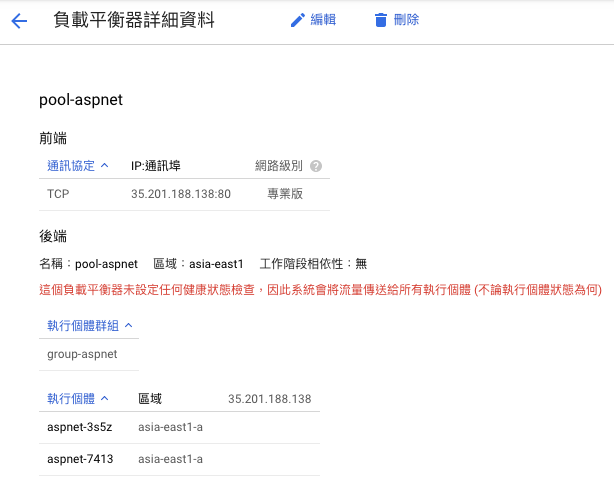 負載平衡器詳細資料 編輯 刪除
pool-aspnet
前端
通訊協定 IP:通訊埠 網路級別 ?
TCP 35.201.188.138:80 專業版
後端
名稱：pool-aspnet 區域：asia-east1 工作階段相依性：無
這個負載平衡器未設定任何健康狀態檢查，因此系統會將流量傳送給所有執行個體 (不論執行個體狀態為何)
執行個體群組
group-aspnet
執行個體 區域 35.201.188.138
aspnet-3s5z asia-east1-a
aspnet-7413 asia-east1-a